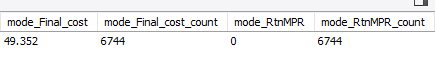 mode_Final_cost mode_Final_cost_count mode_RtnMPR mode_RtnMPR_count
49.352 6744 0 6744